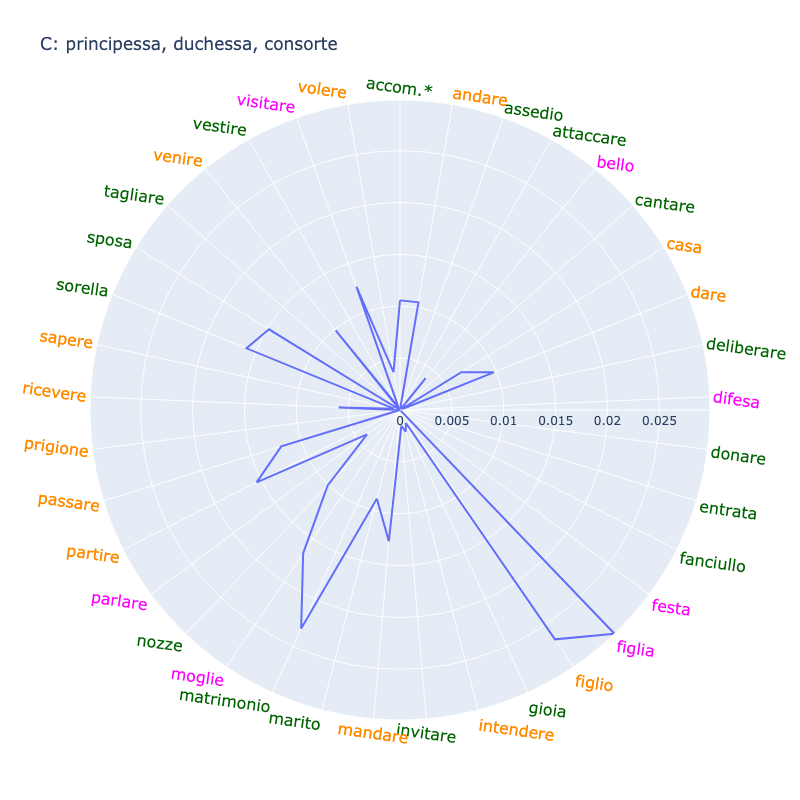 C: principessa, duchessa, consorte
accom.*
andare
assedio
attaccare
bello
cantare
casa
dare
deliberare
difesa
donare
entrata
fanciullo
festa
figlia
figlio
gioia
intendere
invitare
mandare
marito
matrimonio
moglie
nozze
parlare
partire
passare
prigione
ricevere
sapere
sorella
sposa
tagliare
venire
vestire
visitare
volere
0 0.005 0.01 0.015 0.02 0.025